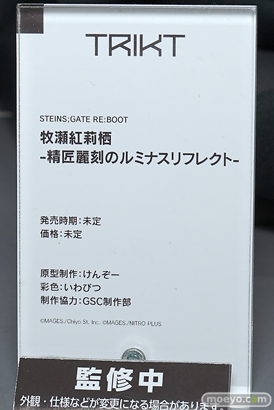 TRIKT
STEINS;GATE RE:BOOT
牧瀬紅莉栖
-精匠麗刻のルミナスリフレクト-
発売時期：未定
価格：未定
原型制作：けんぞー
彩色：いわびつ
制作協力：GSC制作部
©MAGES./Chiyo St. Inc. ©MAGES./NITRO PLUS
監修中
外観・仕様などが変更になる場合があります。
moeyo.com